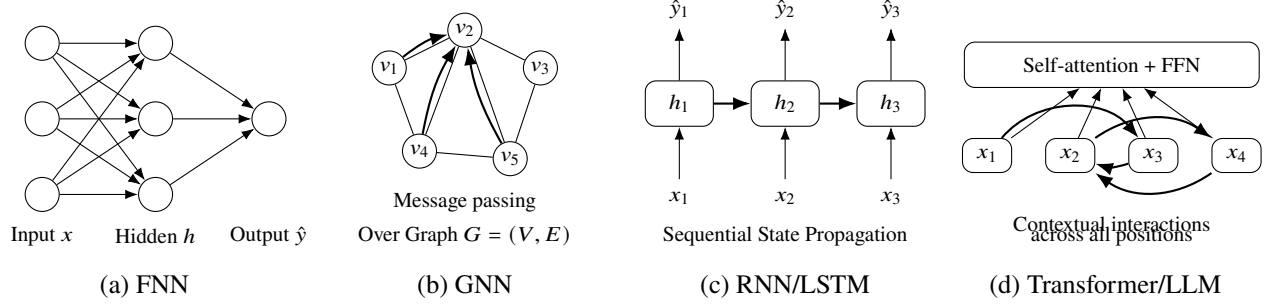 Input x
Hidden h
Output ŷ
(a) FNN
v₁
v₂
v₃
v₄
v₅
Message passing
Over Graph G = (V, E)
(b) GNN
ŷ₁ ŷ₂ ŷ₃
h₁ h₂ h₃
x₁ x₂ x₃
Sequential State Propagation
(c) RNN/LSTM
Self-attention + FFN
x₁ x₂ x₃ x₄
Contextual interactions
across all positions
(d) Transformer/LLM